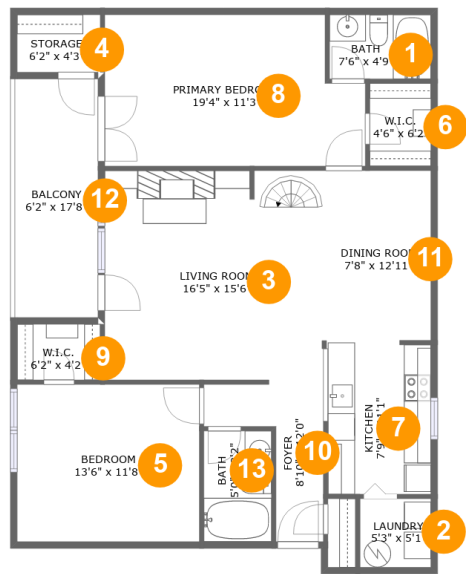 STORAGE
6'2" x 4'3
4
BATH
7'6" x 4'9
1
PRIMARY BEDRO
19'4" x 11'3
8
W.I.C.
4'6" x 6'2
6
BALCONY
6'2" x 17'8
12
DINING ROO
7'8" x 12'11
11
LIVING ROO
16'5" x 15'6
3
W.I.C.
6'2" x 4'2
9
BEDROOM
13'6" x 11'8
5
BATH
13
FOYER
10
KITCHEN
7
LAUNDRY
5'3" x 5'1
2